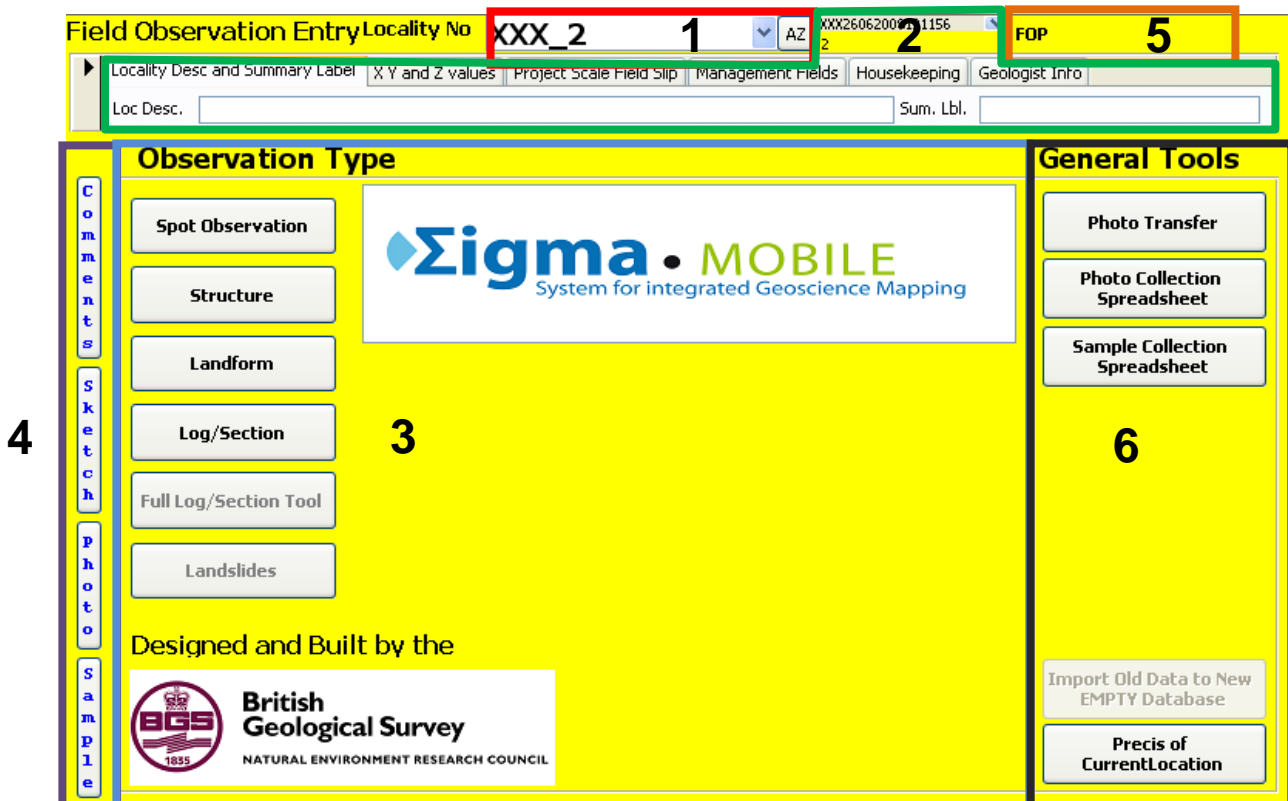 Field Observation Entry Locality No XXX_2 1 AZ XXX26062009 1156 2 FOP 5
2
Locality Desc and Summary Label X Y and Z values Project Scale Field Slip Management Fields Housekeeping Geologist Info
Loc Desc. Sum. Lbl.
Observation Type
General Tools
Comments
Sketch
Photo
Sample
4
Spot Observation
Structure
Landform
Log/Section
Full Log/Section Tool
Landslides
3
Σigma • MOBILE
System for integrated Geoscience Mapping
Designed and Built by the
BGS
1835
British
Geological Survey
NATURAL ENVIRONMENT RESEARCH COUNCIL
Photo Transfer
Photo Collection
Spreadsheet
Sample Collection
Spreadsheet
6
Import Old Data to New
EMPTY Database
Precis of
CurrentLocation